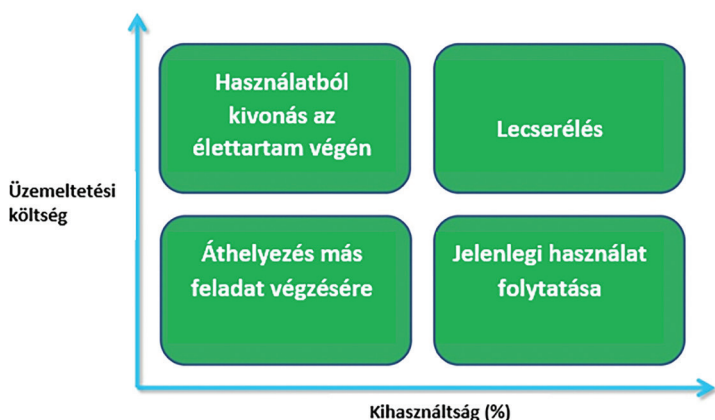 Használatból
kivonás az
élettartam végén
Lecserélés
Üzemeltetési
költség
Áthelyezés más
feladat végzésére
Jelenlegi használat
folytatása
Kihasználtság (%)